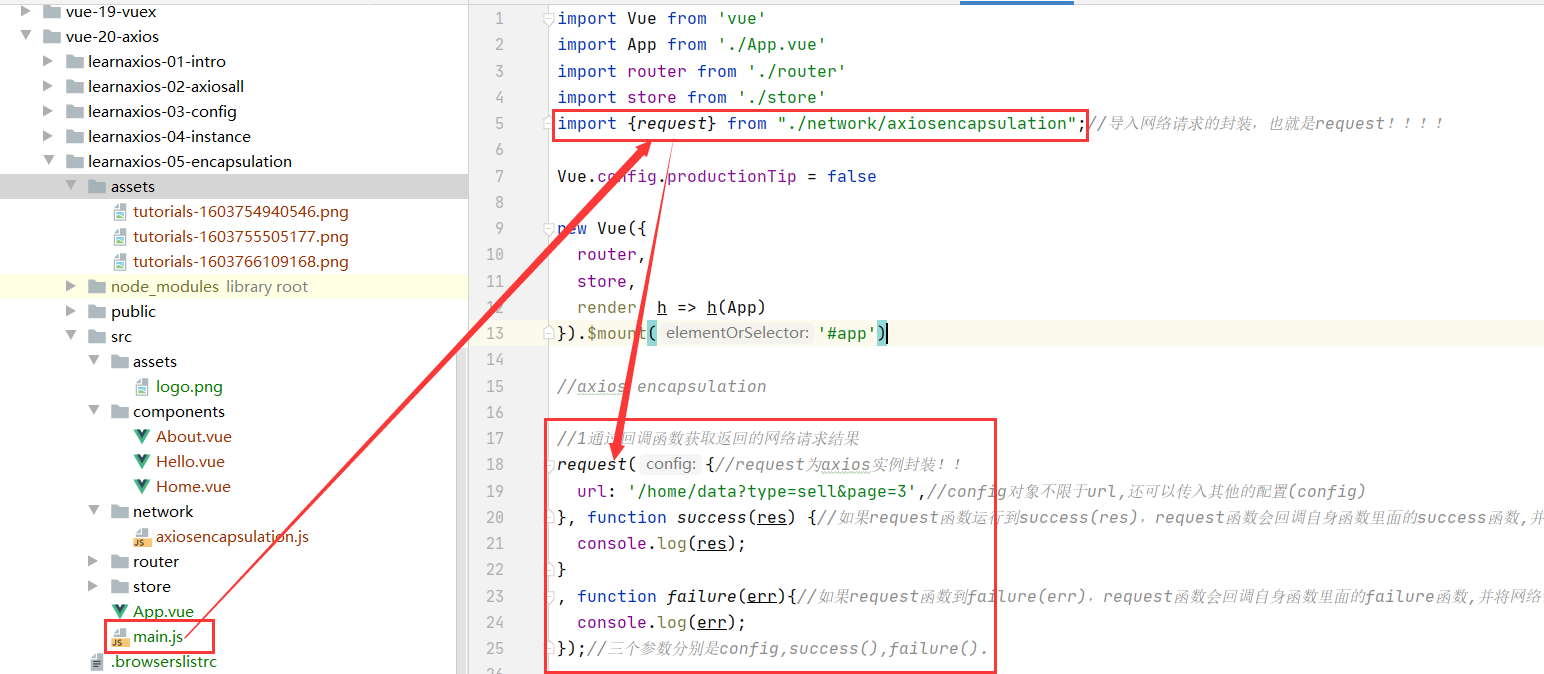 vue-19-vuex
vue-20-axios
learnaxios-01-intro
learnaxios-02-axiosall
learnaxios-03-config
learnaxios-04-instance
learnaxios-05-encapsulation
assets
tutorials-1603754940546.png
tutorials-1603755505177.png
tutorials-1603766109168.png
node_modules library root
public
src
assets
logo.png
components
About.vue
Hello.vue
Home.vue
network
JS axiosencapsulation.js
router
store
App.vue
JS main.js
.browserslistrc
1 import Vue from 'vue'
2 import App from './App.vue'
3 import router from './router'
4 import store from './store'
5 import {request} from "./network/axiosencapsulation";//导入网络请求的封装，也就是request！！！！
6
7 Vue.config.productionTip = false
8
9 new Vue({
10 router,
11 store,
12 render: h => h(App)
13 }).$mount( elementOrSelector: '#app')
14
15 //axios encapsulation
16
17 //1通过回调函数获取返回的网络请求结果
18 request( config: {//request为axios实例封装！！
19 url: '/home/data?type=sell&page=3',//config对象不限于url,还可以传入其他的配置(config)
20 }, function success(res) {//如果request函数运行到success(res)，request函数会回调自身函数里面的success函数,并
21 console.log(res);
22 }
23 , function failure(err){//如果request函数到failure(err)，request函数会回调自身函数里面的failure函数,并将网络
24 console.log(err);
25 });//三个参数分别是config,success(),failure().
26